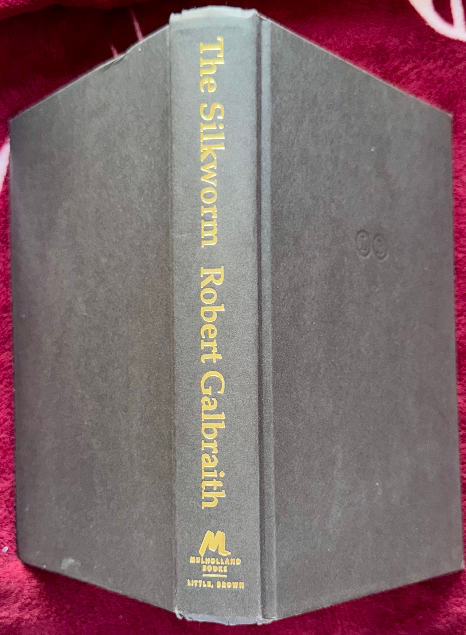 The Silkworm Robert Galbraith
M
MULHOLLAND
BOOKS
LITTLE, BROWN